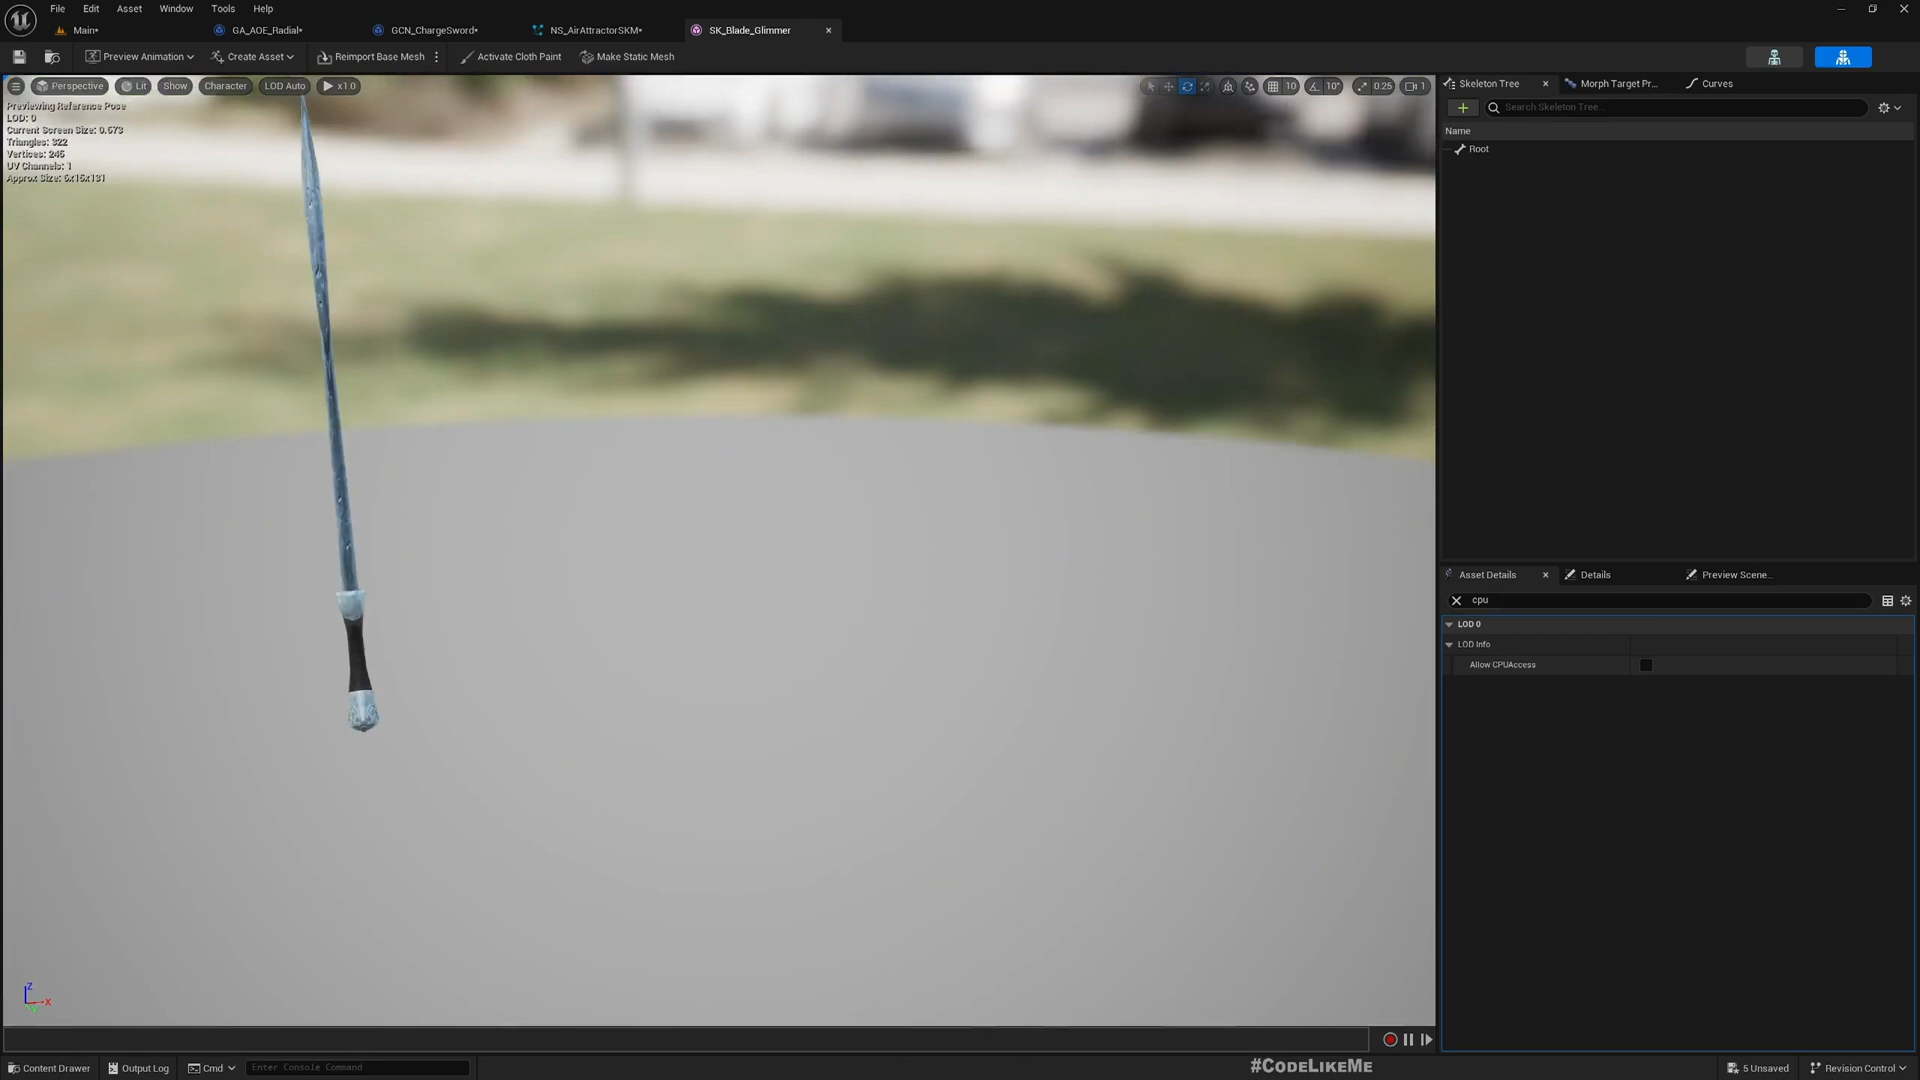 File Edit Asset Window Tools Help
Main* GA_AOE_Radial* GCN_ChargeSword* NS_AirAttractorSKM* SK_Blade_Glimmer
Preview Animation Create Asset Reimport Base Mesh Activate Cloth Paint Make Static Mesh
Perspective Lit Show Character LOD Auto x1.0 10 10° 0.25 1
Previewing Reference Pose
LOD: 0
Current Screen Size: 0.673
Triangles: 322
Vertices: 245
UV Channels: 1
Approx Size: 6x15x131
Skeleton Tree Morph Target Pr... Curves
Search Skeleton Tree...
Name
Root
Asset Details Details Preview Scene...
cpu
LOD 0
LOD Info
Allow CPUAccess
Z
X
Content Drawer Output Log Cmd Enter Console Command #CodeLikeMe 5 Unsaved Revision Control